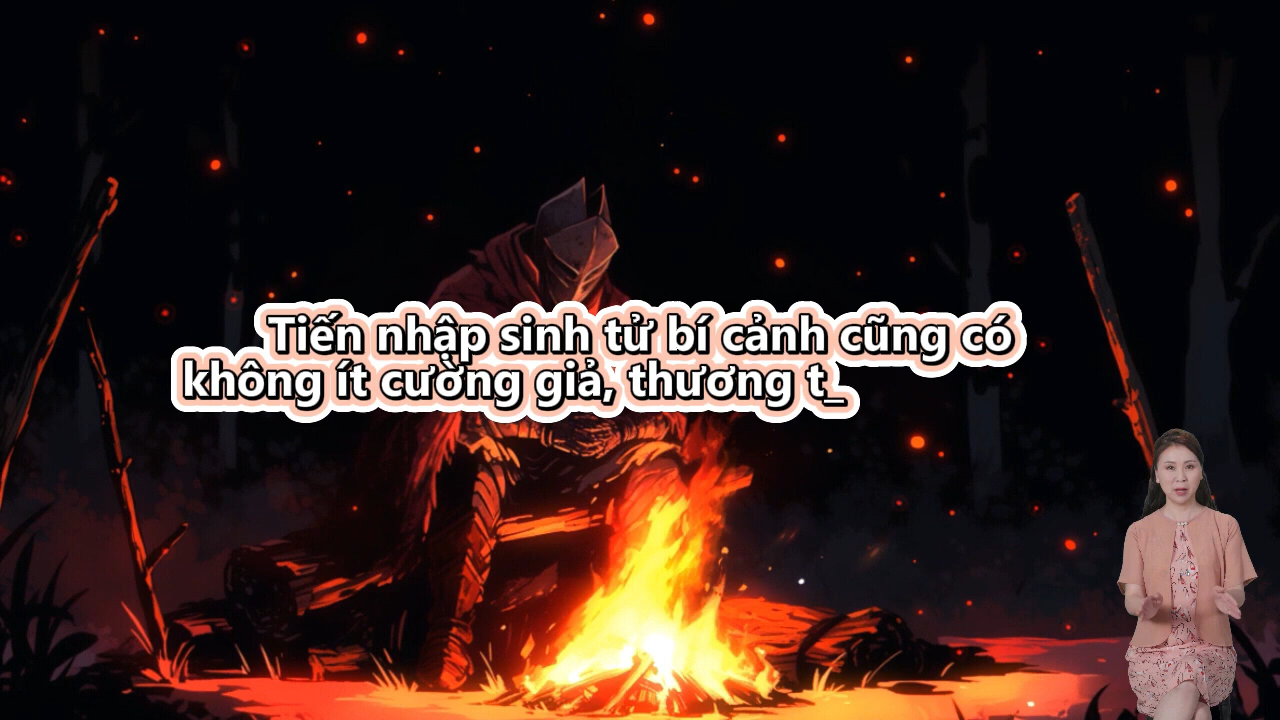 Tiến nhập sinh tử bí cảnh cũng có
không ít cường giả, thương t_